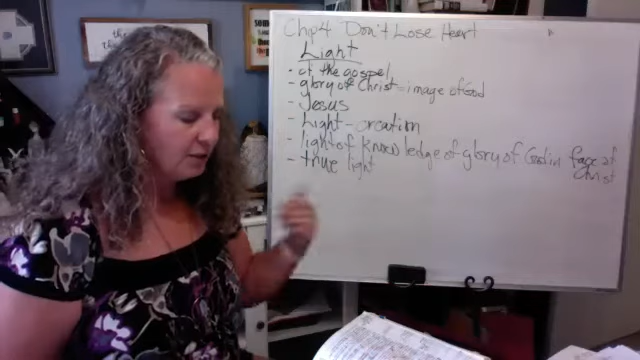 Chp 4 Don't Lose Heart
Light
• of the gospel
- glory of Christ = image of God
- Jesus
- Light - creation
light of knowledge of glory of God in face of Christ
- true light